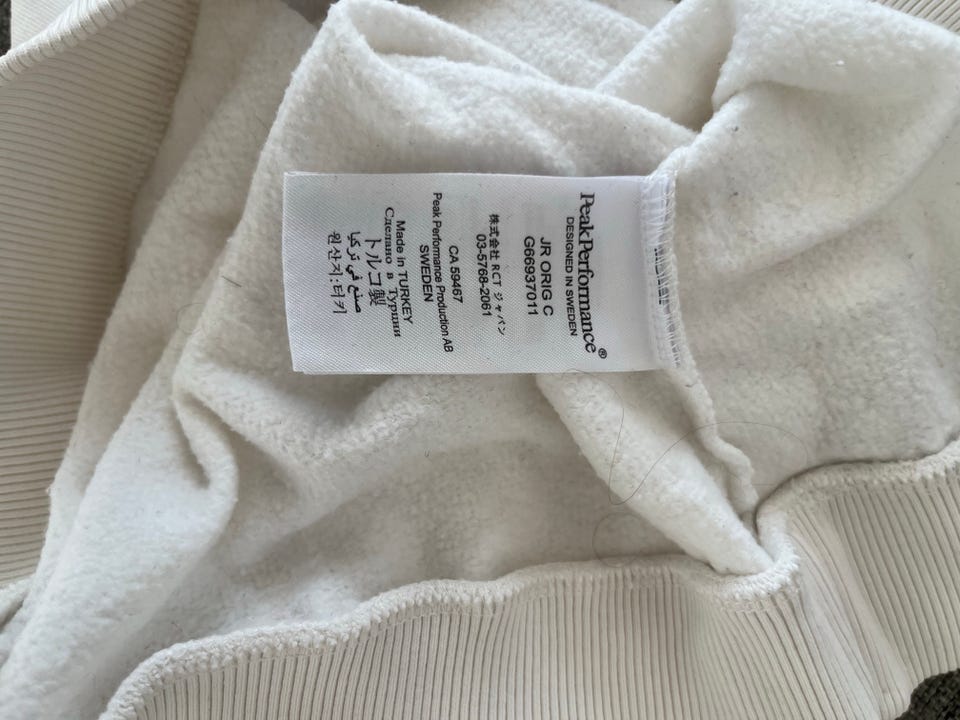 PeakPerformance®
DESIGNED IN SWEDEN
JR ORIG C
G66937011
株式会社 RCT ジャパン
03-5768-2061
CA 59467
Peak Performance Production AB
SWEDEN
Made in TURKEY
Сделано в Турции
トルコ製
صنع في تركيا
원산지:터키